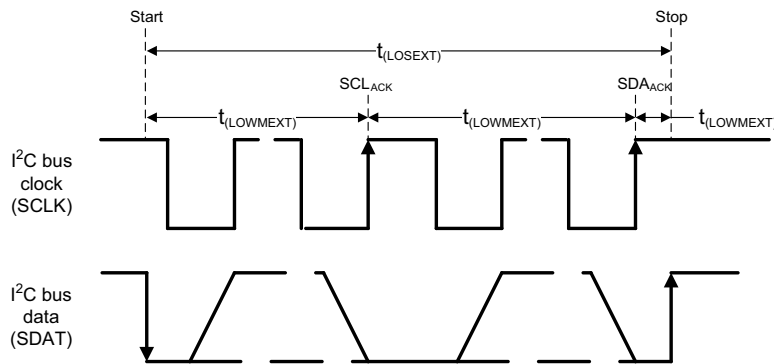 Start Stop
t(LOSEXT)
SCLACK SDAACK
t(LOWMEXT) t(LOWMEXT) t(LOWMEXT)
I2C bus
clock
(SCLK)
I2C bus
data
(SDAT)